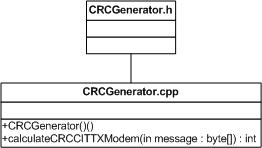 CRCGenerator.h
CRCGenerator.cpp
+CRCGenerator()()
+calculateCRCCITTXModem(in message : byte[]) : int